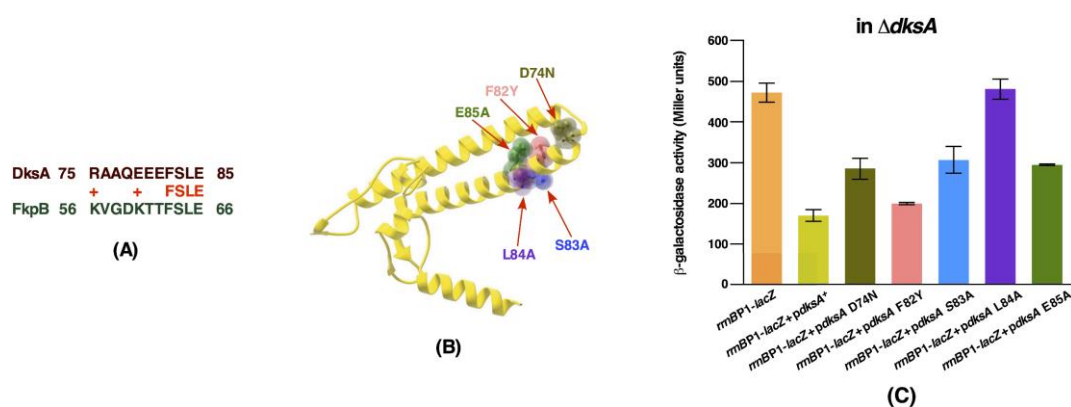 DksA 75 RAAQEEEFSLE 85
+ + FSLE
FkpB 56 KVGDKTTFSLE 66
(A)
D74N
F82Y
E85A
L84A
S83A
(B)
in ΔdksA
β-galactosidase activity (Miller units)
600
500
400
300
200
100
0
rrnBP1-lacZ
rrnBP1-lacZ+pdksA⁺
rrnBP1-lacZ+pdksA D74N
rrnBP1-lacZ+pdksA F82Y
rrnBP1-lacZ+pdksA S83A
rrnBP1-lacZ+pdksA L84A
rrnBP1-lacZ+pdksA E85A
(C)